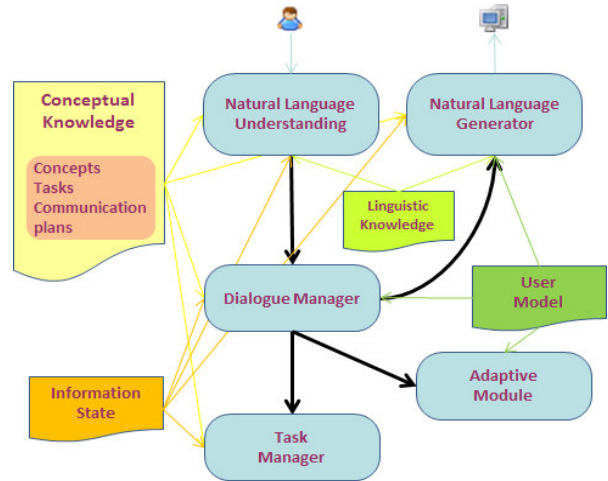 Conceptual
Knowledge
Concepts
Tasks
Communication
plans
Natural Language
Understanding
Natural Language
Generator
Linguistic
Knowledge
Dialogue Manager
User
Model
Information
State
Adaptive
Module
Task
Manager